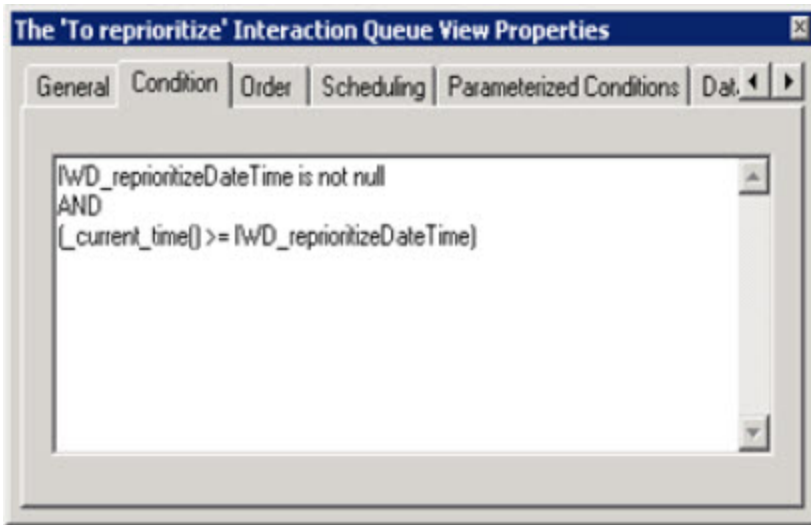 The 'To reprioritize' Interaction Queue View Properties
General Condition Order Scheduling Parameterized Conditions Dat
IWD_reprioritizeDateTime is not null
AND
(_current_time() >= IWD_reprioritizeDateTime)